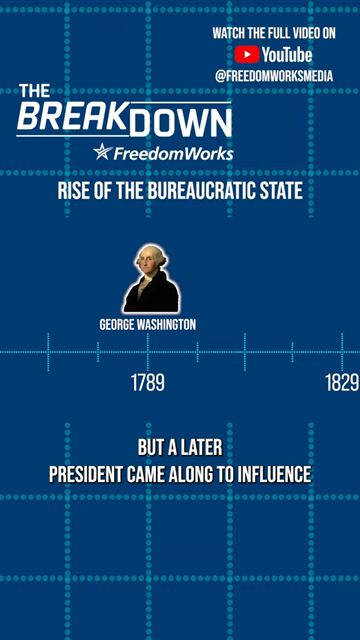 WATCH THE FULL VIDEO ON
YouTube
@FREEDOMWORKSMEDIA
THE
BREAKDOWN
FreedomWorks
RISE OF THE BUREAUCRATIC STATE
GEORGE WASHINGTON
1789
1829
BUT A LATER
PRESIDENT CAME ALONG TO INFLUENCE